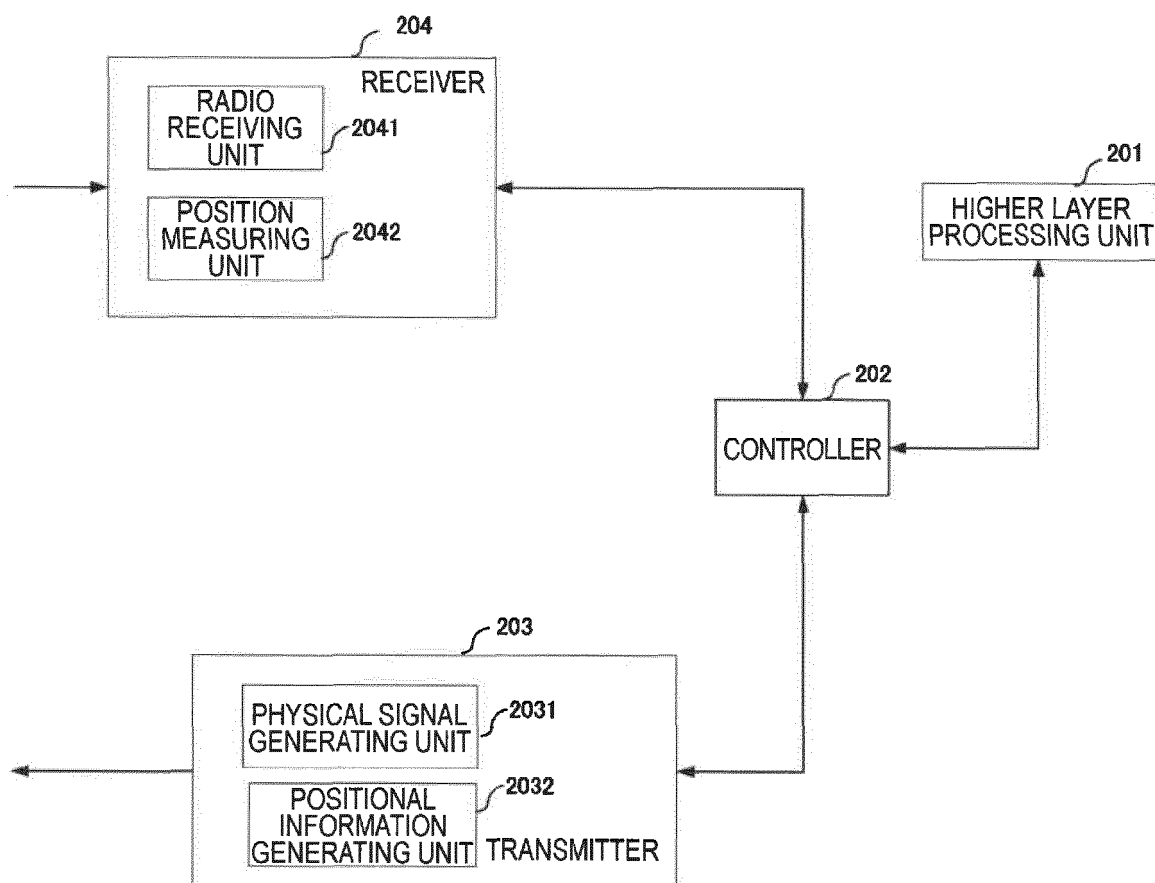 204
RECEIVER
RADIO
RECEIVING
UNIT
2041
POSITION
MEASURING
UNIT
2042
201
HIGHER LAYER
PROCESSING UNIT
202
CONTROLLER
203
PHYSICAL SIGNAL
GENERATING UNIT
2031
POSITIONAL
INFORMATION
GENERATING UNIT
2032
TRANSMITTER